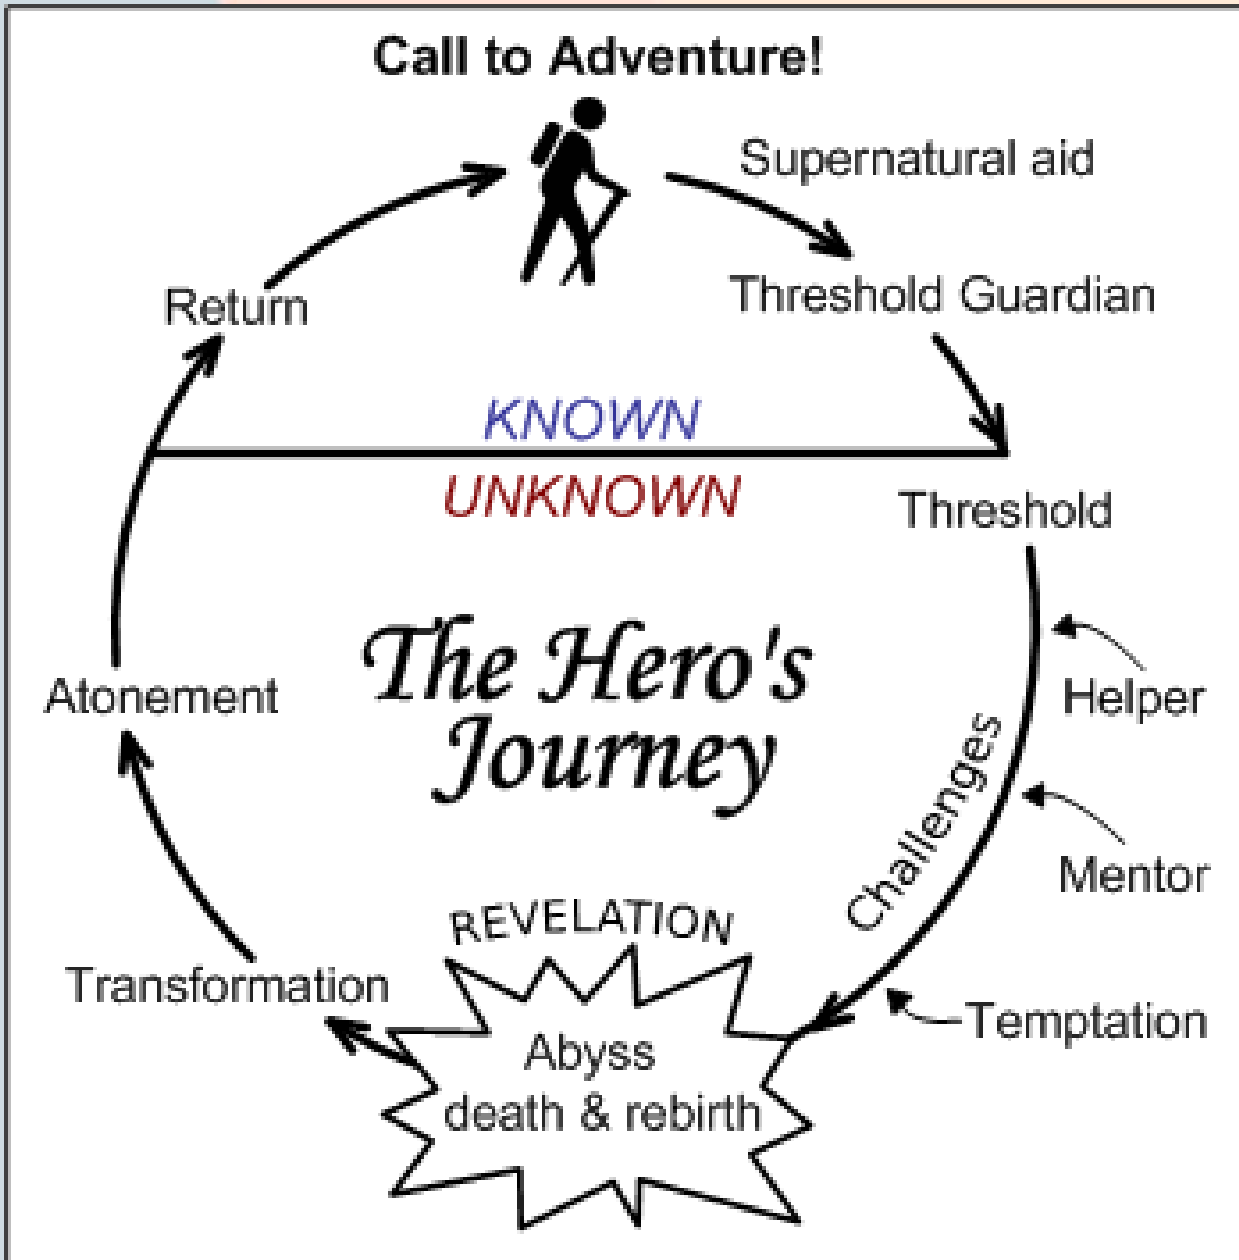 Call to Adventure!
Supernatural aid
Threshold Guardian
Return
KNOWN
UNKNOWN
Threshold
The Hero's
Journey
Helper
Atonement
Challenges
Mentor
REVELATION
Transformation
Temptation
Abyss
death & rebirth